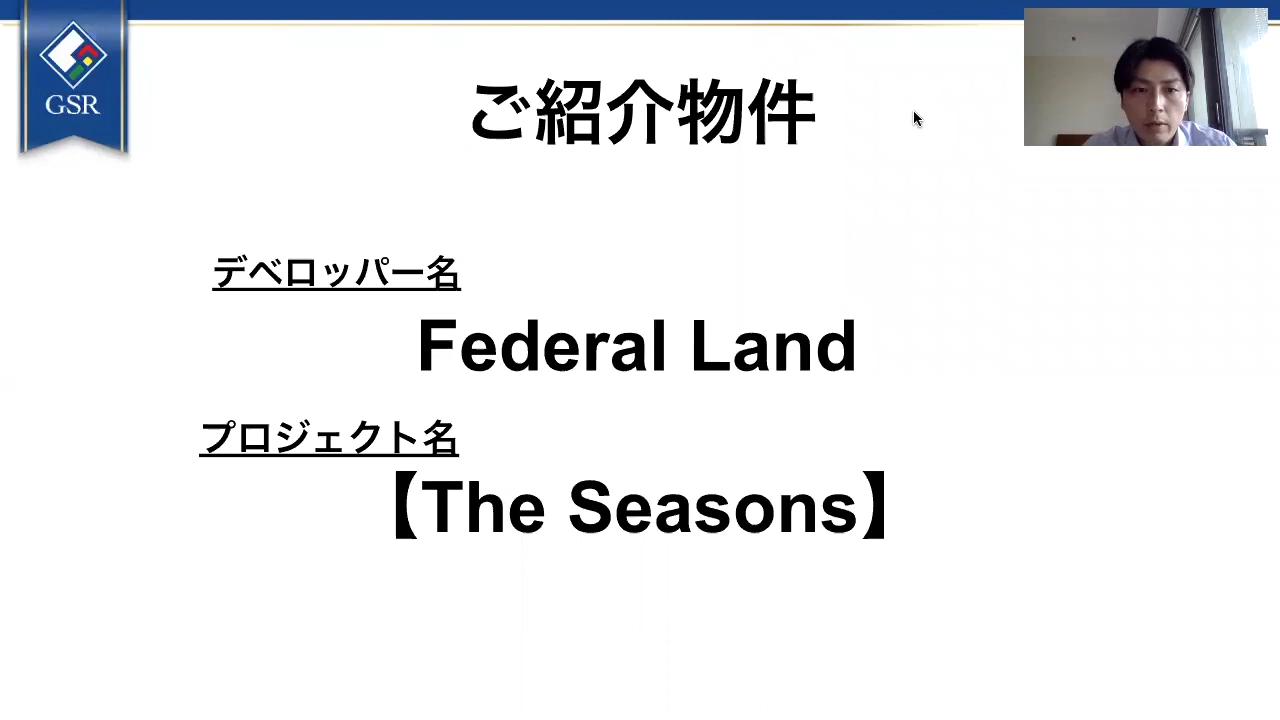 GSR
ご紹介物件
デベロッパー名
Federal Land
プロジェクト名
【The Seasons】